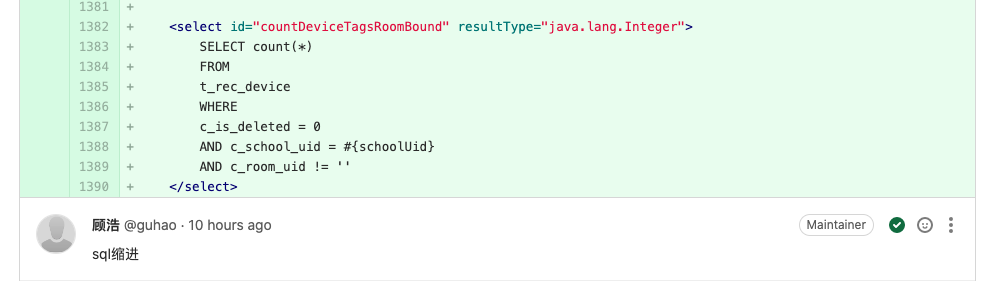 1381 +
1382 + <select id="countDeviceTagsRoomBound" resultType="java.lang.Integer">
1383 + SELECT count(*)
1384 + FROM
1385 + t_rec_device
1386 + WHERE
1387 + c_is_deleted = 0
1388 + AND c_school_uid = #{schoolUid}
1389 + AND c_room_uid != ''
1390 + </select>
顾浩 @guhao · 10 hours ago Maintainer
sql缩进